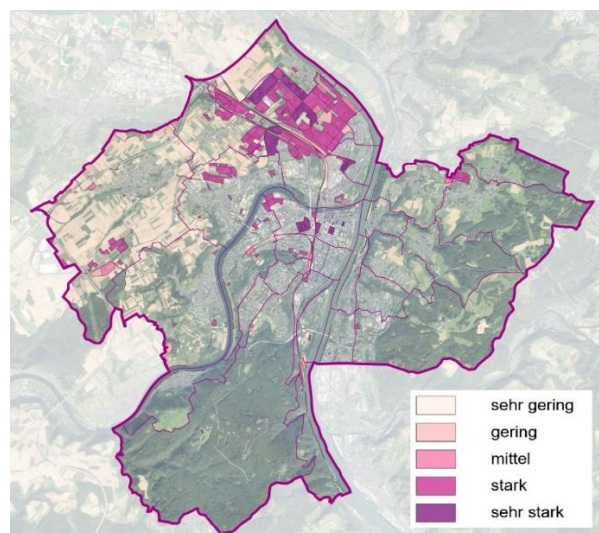 sehr gering
gering
mittel
stark
sehr stark